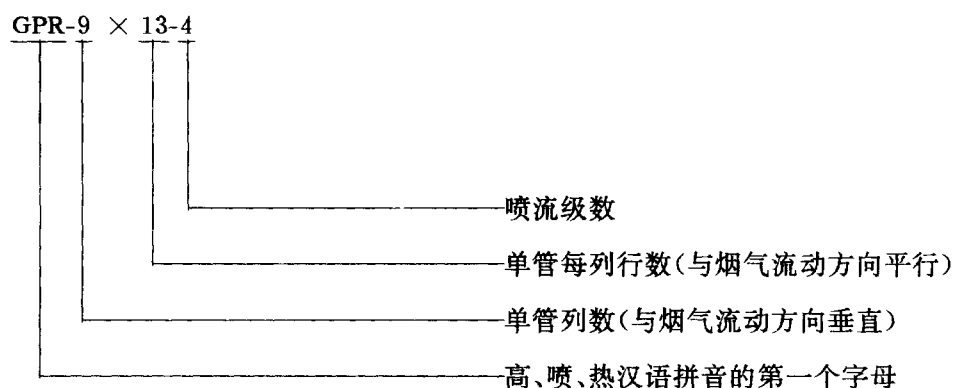 GPR-9 × 13-4
喷流级数
单管每列行数(与烟气流动方向平行)
单管列数(与烟气流动方向垂直)
高、喷、热汉语拼音的第一个字母